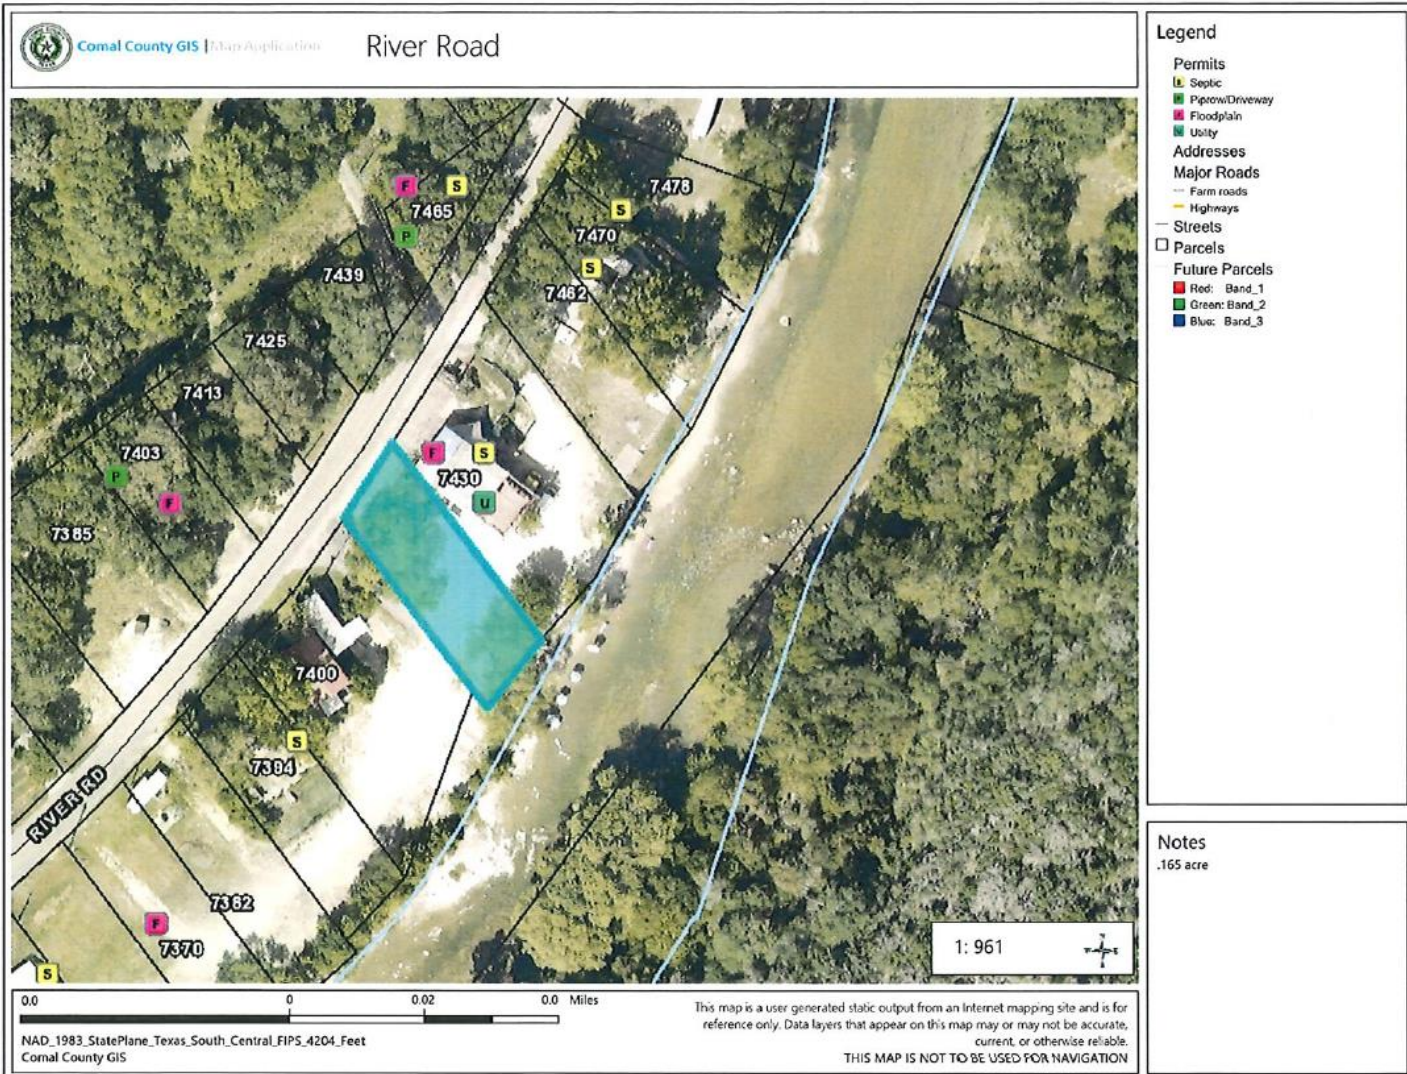 Comal County GIS | Map Application
River Road
7478
F S
7465
S
7470
P
7439
S
7462
7425
7413
7403
F S
7430
P
F
U
7385
7400
S
7394
RIVER RD
7382
F
7370
S
1: 961
Legend
Permits
S Septic
P Piprow/Driveway
F Floodplain
U Utility
Addresses
Major Roads
Farm roads
Highways
Streets
Parcels
Future Parcels
Red: Band_1
Green: Band_2
Blue: Band_3
Notes
.165 acre
0.0 0 0.02 0.0 Miles
NAD_1983_StatePlane_Texas_South_Central_FIPS_4204_Feet
Comal County GIS
This map is a user generated static output from an Internet mapping site and is for
reference only. Data layers that appear on this map may or may not be accurate,
current, or otherwise reliable.
THIS MAP IS NOT TO BE USED FOR NAVIGATION